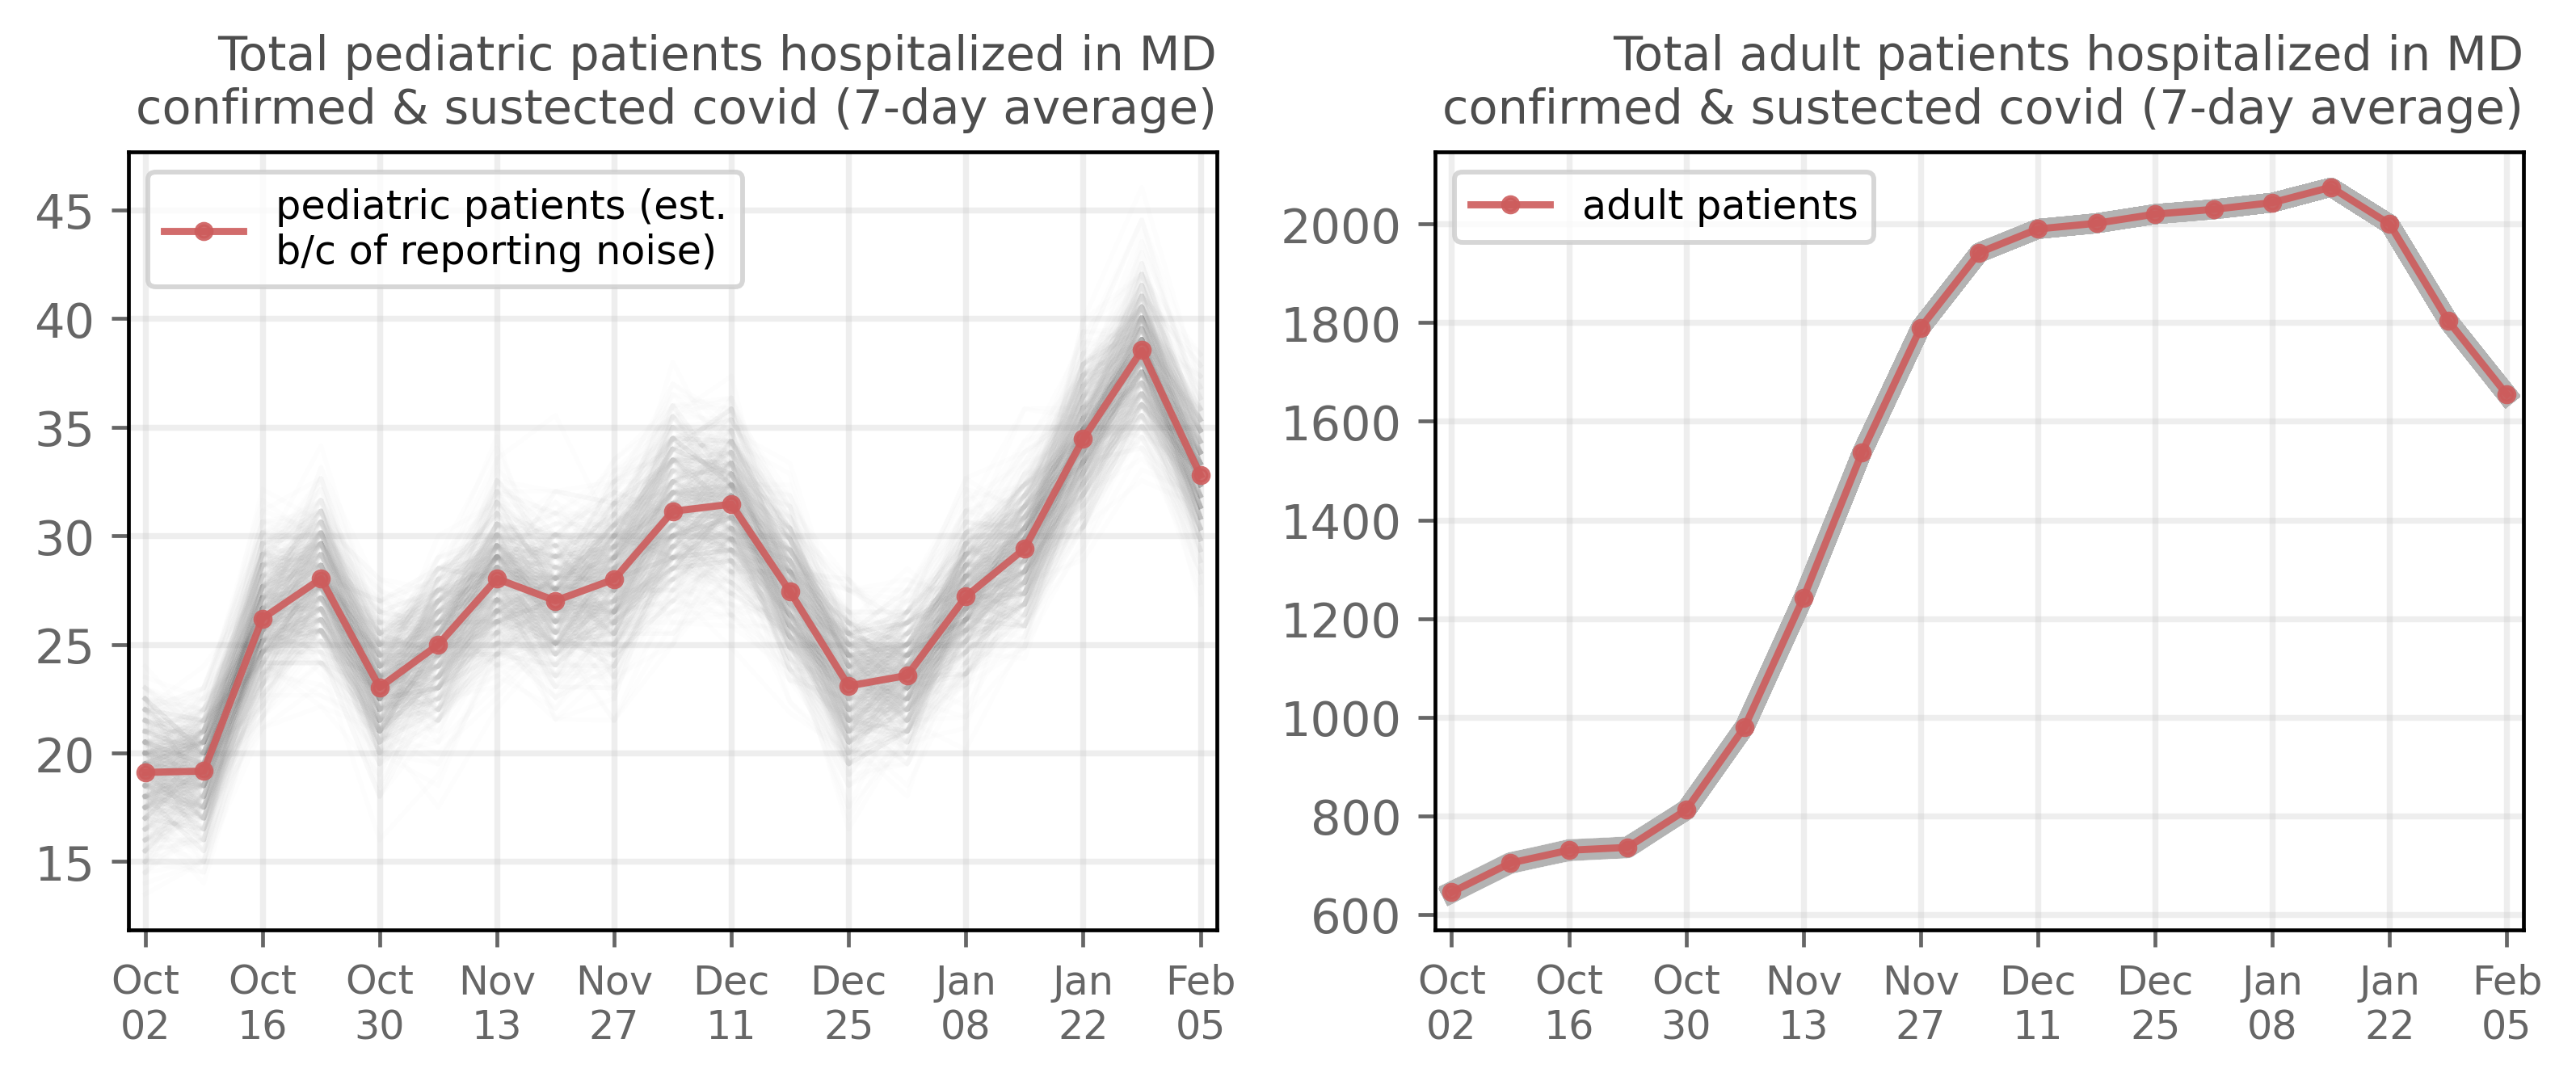 Total pediatric patients hospitalized in MD
confirmed & sustected covid (7-day average)
pediatric patients (est.
b/c of reporting noise)
45
40
35
30
25
20
15
Oct
02
Oct
16
Oct
30
Nov
13
Nov
27
Dec
11
Dec
25
Jan
08
Jan
22
Feb
05
Total adult patients hospitalized in MD
confirmed & sustected covid (7-day average)
adult patients
2000
1800
1600
1400
1200
1000
800
600
Oct
02
Oct
16
Oct
30
Nov
13
Nov
27
Dec
11
Dec
25
Jan
08
Jan
22
Feb
05